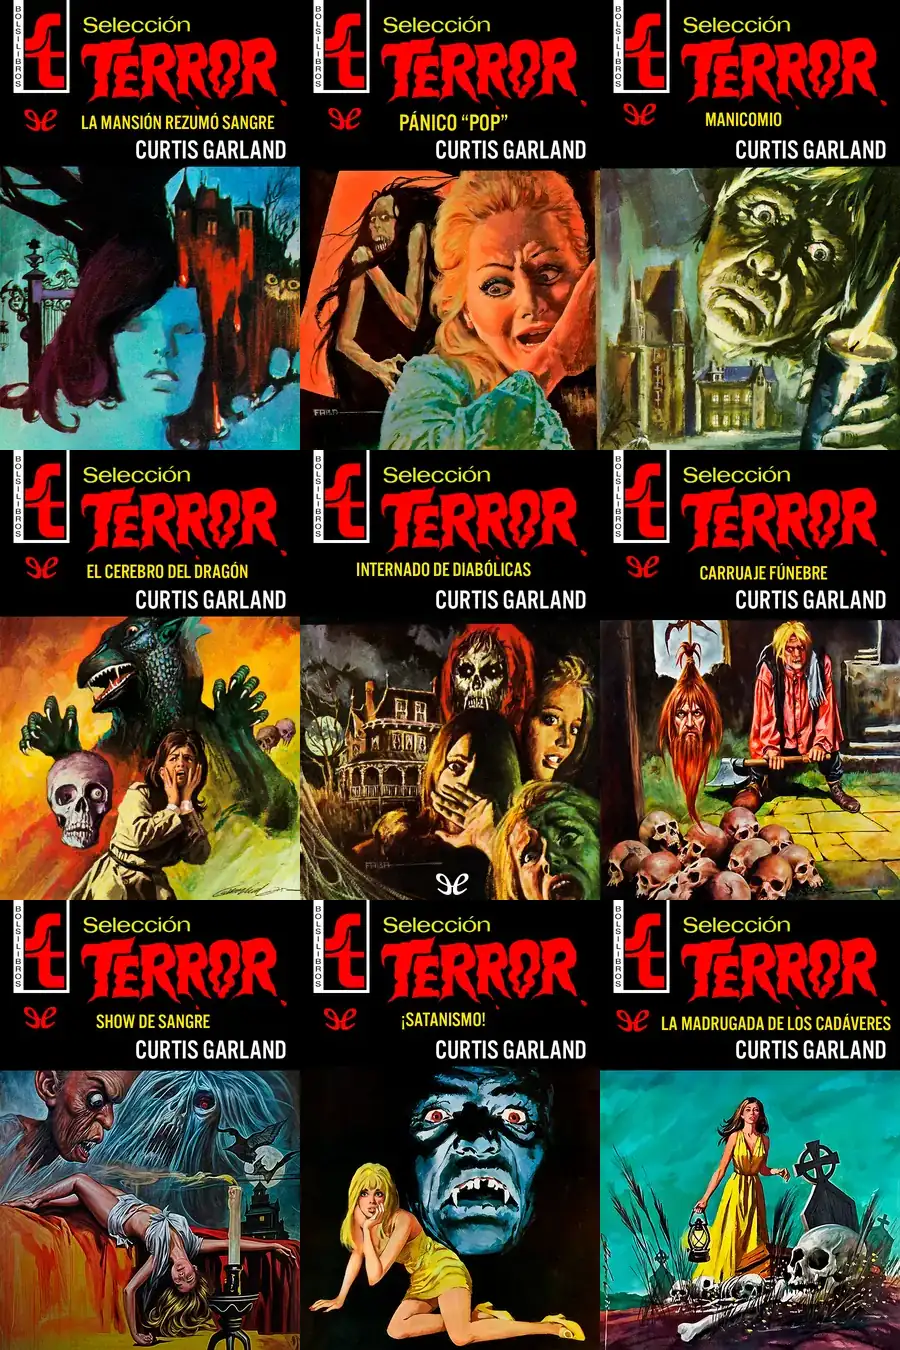 BOLSILIBROS
Selección
TERROR
LA MANSIÓN REZUMÓ SANGRE
CURTIS GARLAND
BOLSILIBROS
Selección
TERROR
PÁNICO “POP”
CURTIS GARLAND
FABÁ
BOLSILIBROS
Selección
TERROR
MANICOMIO
CURTIS GARLAND
BOLSILIBROS
Selección
TERROR
EL CEREBRO DEL DRAGÓN
CURTIS GARLAND
BOLSILIBROS
Selección
TERROR
INTERNADO DE DIABÓLICAS
CURTIS GARLAND
BOLSILIBROS
Selección
TERROR
CARRUAJE FÚNEBRE
CURTIS GARLAND
BOLSILIBROS
Selección
TERROR
SHOW DE SANGRE
CURTIS GARLAND
BOLSILIBROS
Selección
TERROR
¡SATANISMO!
CURTIS GARLAND
BOLSILIBROS
Selección
TERROR
LA MADRUGADA DE LOS CADÁVERES
CURTIS GARLAND